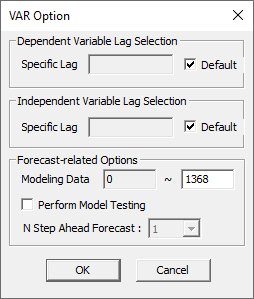 VAR Option
Dependent Variable Lag Selection
Specific Lag Default
Independent Variable Lag Selection
Specific Lag Default
Forecast-related Options
Modeling Data 0 ~ 1368
Perform Model Testing
N Step Ahead Forecast : 1
OK Cancel